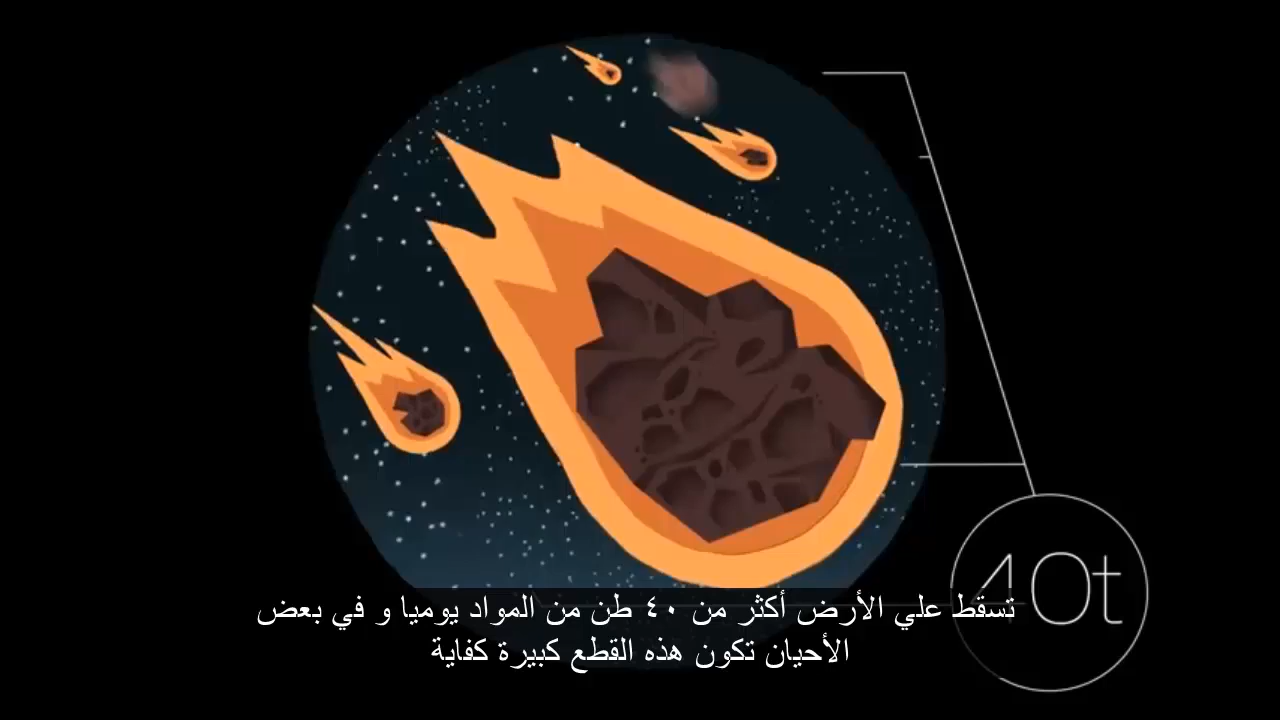 40t
تسقط علي الأرض أكثر من ٤٠ طن من المواد يوميا و في بعض
الأحيان تكون هذه القطع كبيرة كفاية